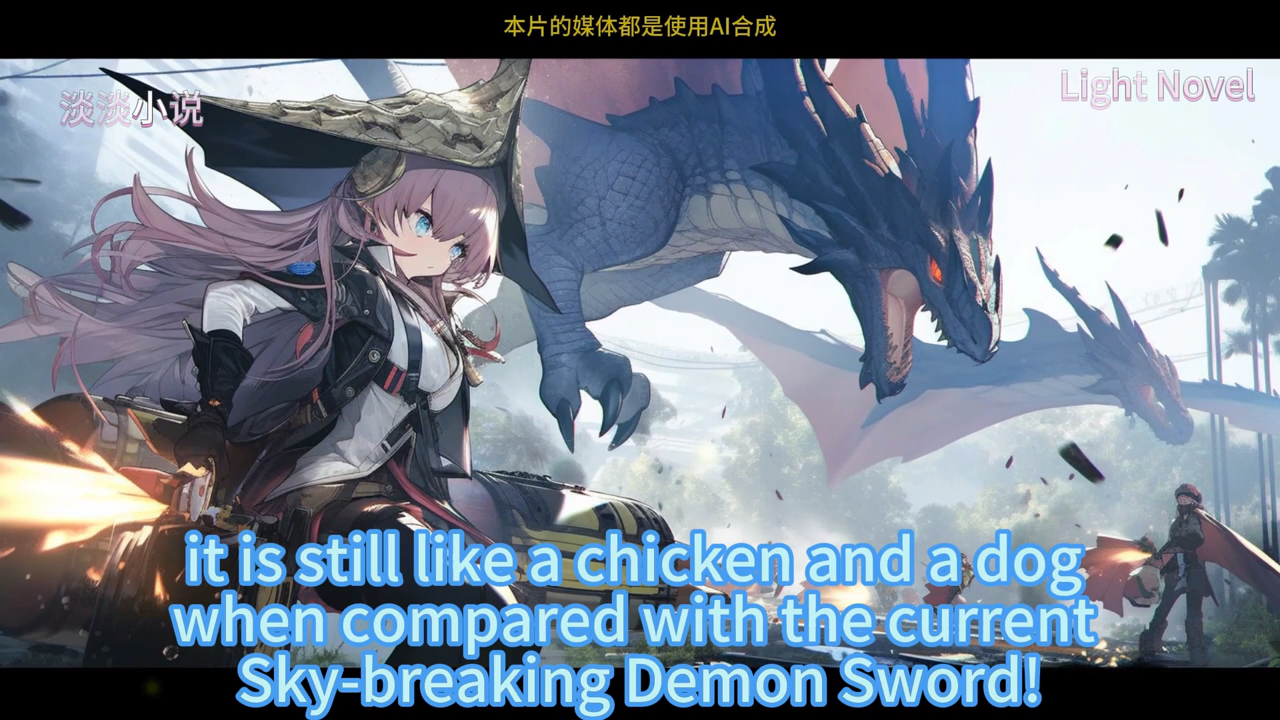 本片的媒体都是使用AI合成
淡淡小说
Light Novel
it is still like a chicken and a dog
when compared with the current
Sky-breaking Demon Sword!